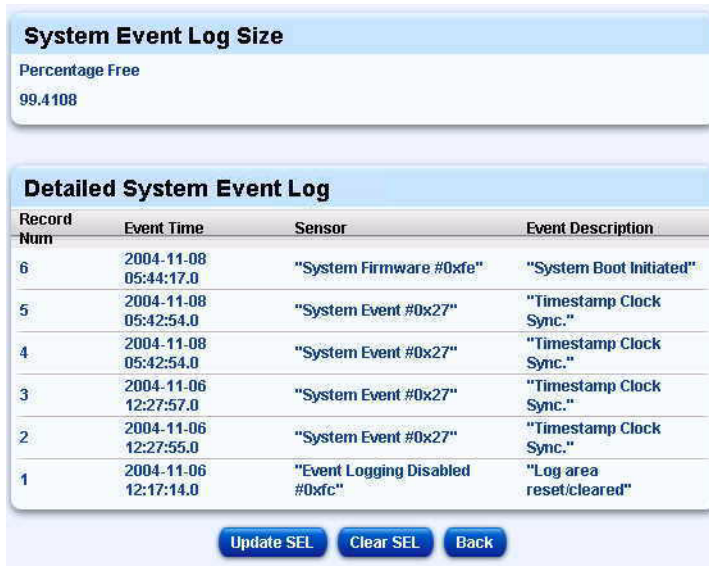 System Event Log Size
Percentage Free
99.4108
Detailed System Event Log
Record Num Event Time Sensor Event Description
6 2004-11-08 05:44:17.0 "System Firmware #0xfe" "System Boot Initiated"
5 2004-11-08 05:42:54.0 "System Event #0x27" "Timestamp Clock Sync."
4 2004-11-08 05:42:54.0 "System Event #0x27" "Timestamp Clock Sync."
3 2004-11-06 12:27:57.0 "System Event #0x27" "Timestamp Clock Sync."
2 2004-11-06 12:27:55.0 "System Event #0x27" "Timestamp Clock Sync."
1 2004-11-06 12:17:14.0 "Event Logging Disabled #0xfc" "Log area reset/cleared"
Update SEL Clear SEL Back